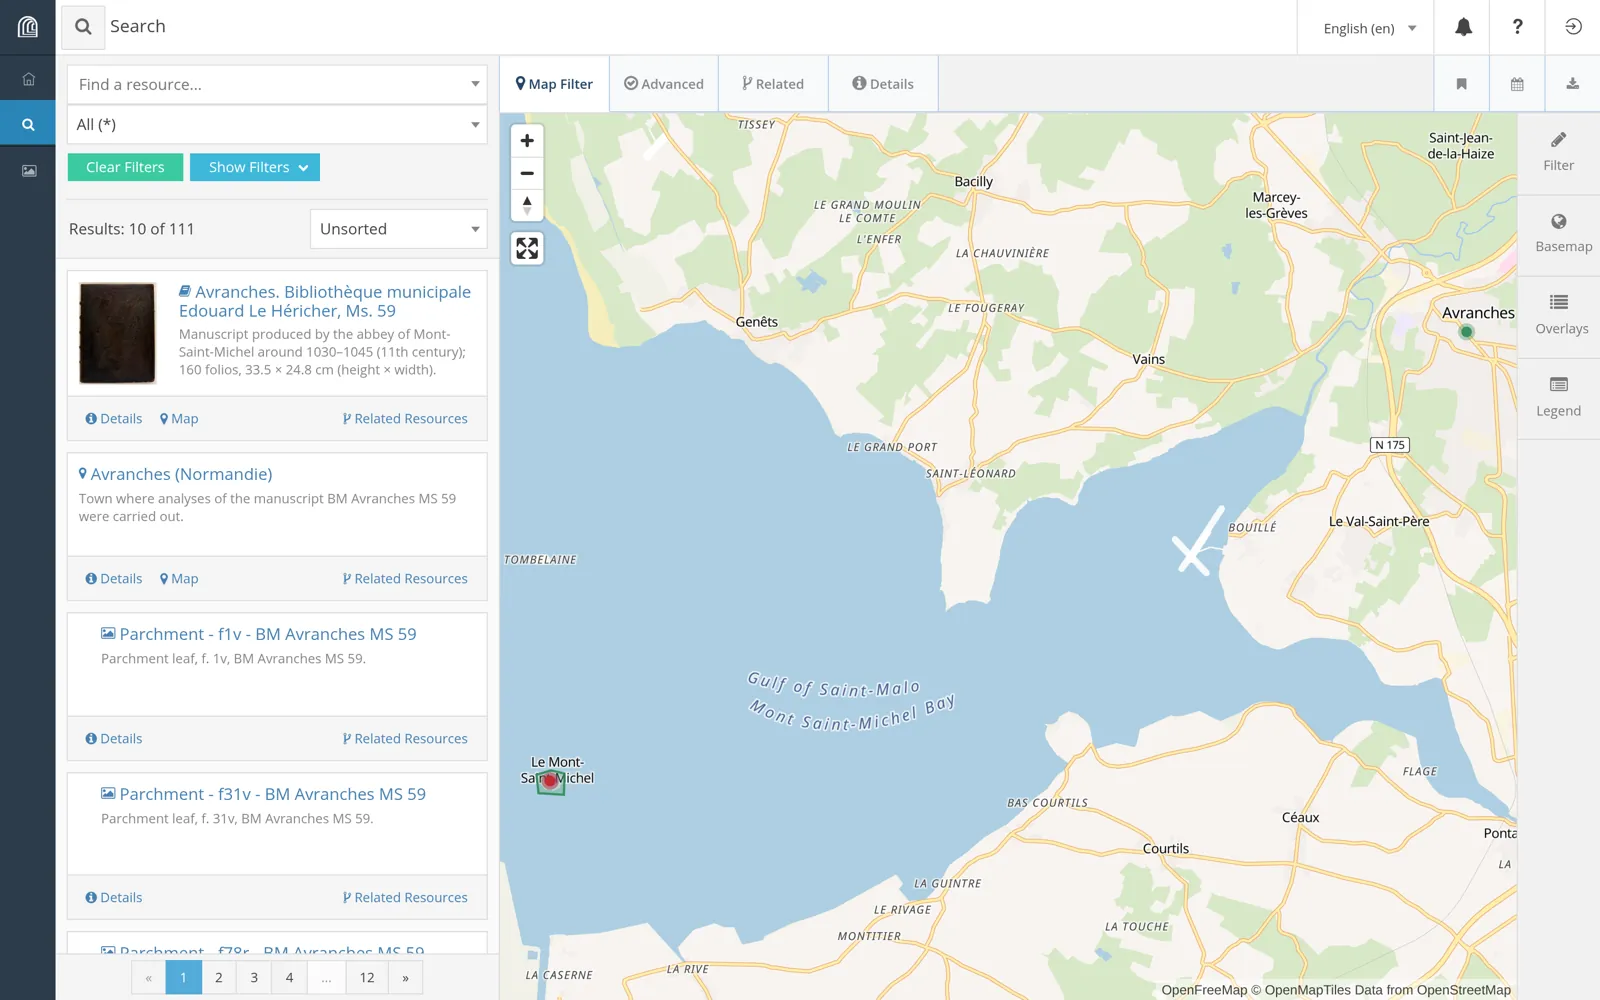 Search
English (en)
?
Find a resource...
All (*)
Clear Filters
Show Filters
Results: 10 of 111
Unsorted
Avranches. Bibliothèque municipale
Edouard Le Héricher, Ms. 59
Manuscript produced by the abbey of Mont-
Saint-Michel around 1030–1045 (11th century);
160 folios, 33.5 × 24.8 cm (height × width).
Details
Map
Related Resources
Avranches (Normandie)
Town where analyses of the manuscript BM Avranches MS 59
were carried out.
Details
Map
Related Resources
Parchment - f1v - BM Avranches MS 59
Parchment leaf, f. 1v, BM Avranches MS 59.
Details
Related Resources
Parchment - f31v - BM Avranches MS 59
Parchment leaf, f. 31v, BM Avranches MS 59.
Details
Related Resources
Parchment - f78r - BM Avranches MS 59
« 1 2 3 4 ... 12 »
Map Filter
Advanced
Related
Details
Filter
Basemap
Overlays
Legend
TISSEY
Saint-Jean-
de-la-Haize
Bacilly
LE GRAND MOULIN
LE COMTE
Marcey-
les-Grèves
L'ENFER
LA CHAUVINIÈRE
LE FOUGERAY
Genêts
Avranches
Vains
LE GRAND PORT
N 175
SAINT-LÉONARD
BOUILLÉ
Le Val-Saint-Père
TOMBELAINE
Gulf of Saint-Malo
Mont Saint-Michel Bay
Le Mont-
Saint-Michel
FLAGE
BAS COURTILS
Céaux
Ponta
Courtils
LA
LA GUINTRE
LE RIVAGE
LA TOUCHE
MONTITIER
LA RIVE
LA CASERNE
OpenFreeMap © OpenMapTiles Data from OpenStreetMap